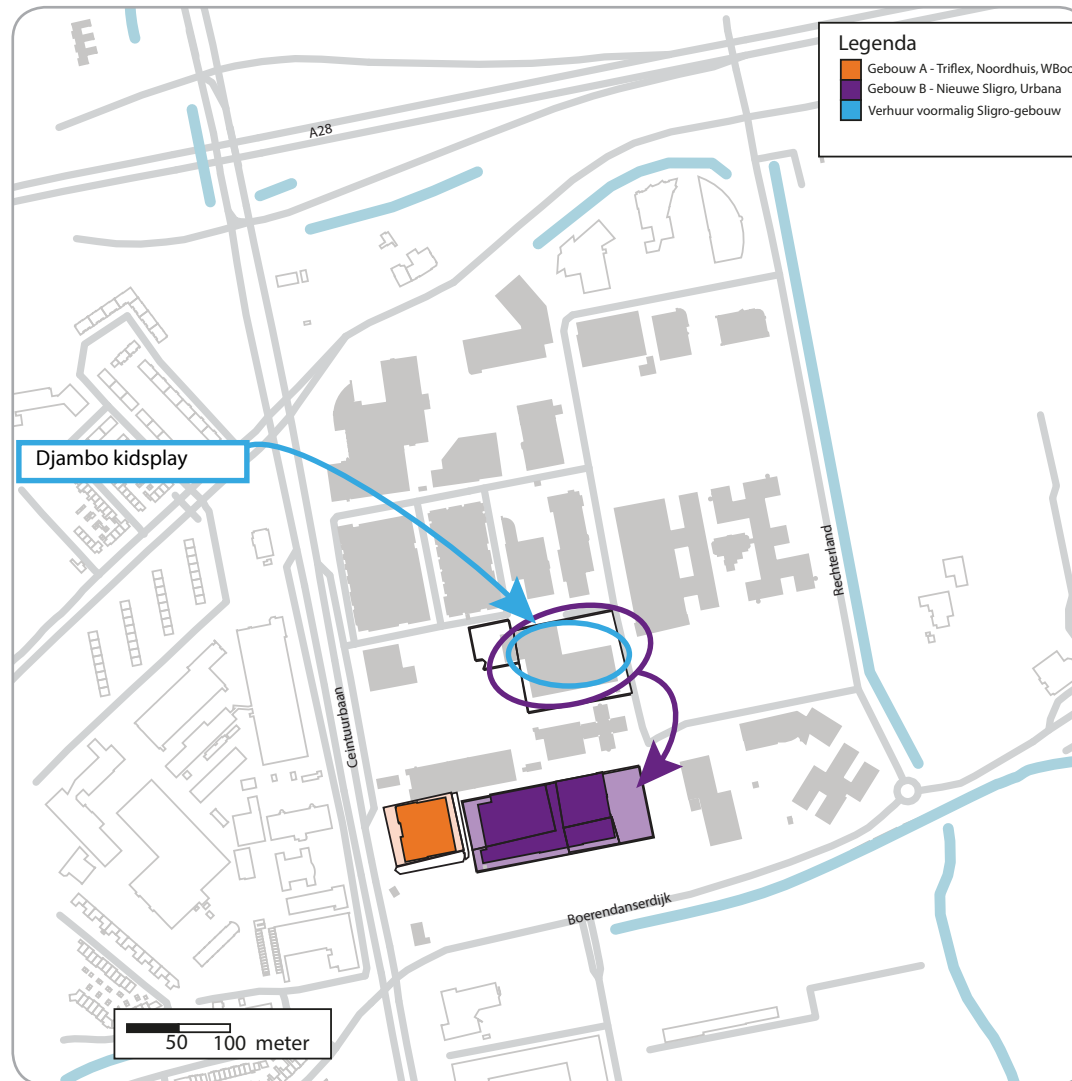 Legenda
Gebouw A - Triflex, Noordhuis, WBoo
Gebouw B - Nieuwe Sligro, Urbana
Verhuur voormalig Sligro-gebouw
A28
Djambo kidsplay
Rechterland
Ceintuurbaan
Boerendanserdijk
50 100 meter